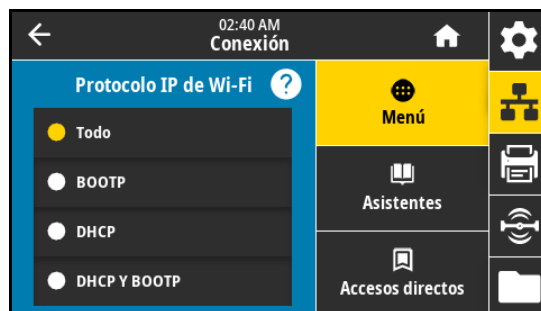 02:40 AM
Conexión
Protocolo IP de Wi-Fi ?
Todo
BOOTP
DHCP
DHCP Y BOOTP
Menú
Asistentes
Accesos directos